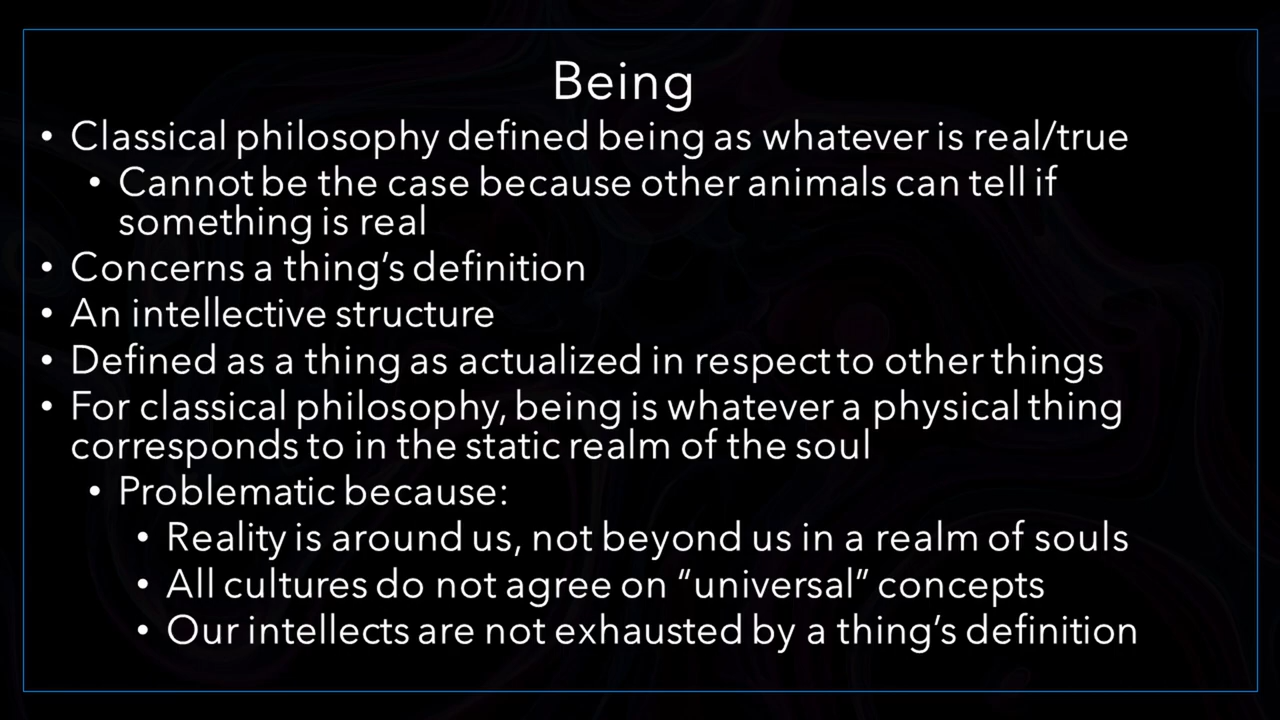 Being
• Classical philosophy defined being as whatever is real/true
• Cannot be the case because other animals can tell if
something is real
• Concerns a thing’s definition
• An intellective structure
• Defined as a thing as actualized in respect to other things
• For classical philosophy, being is whatever a physical thing
corresponds to in the static realm of the soul
• Problematic because:
• Reality is around us, not beyond us in a realm of souls
• All cultures do not agree on “universal” concepts
• Our intellects are not exhausted by a thing’s definition